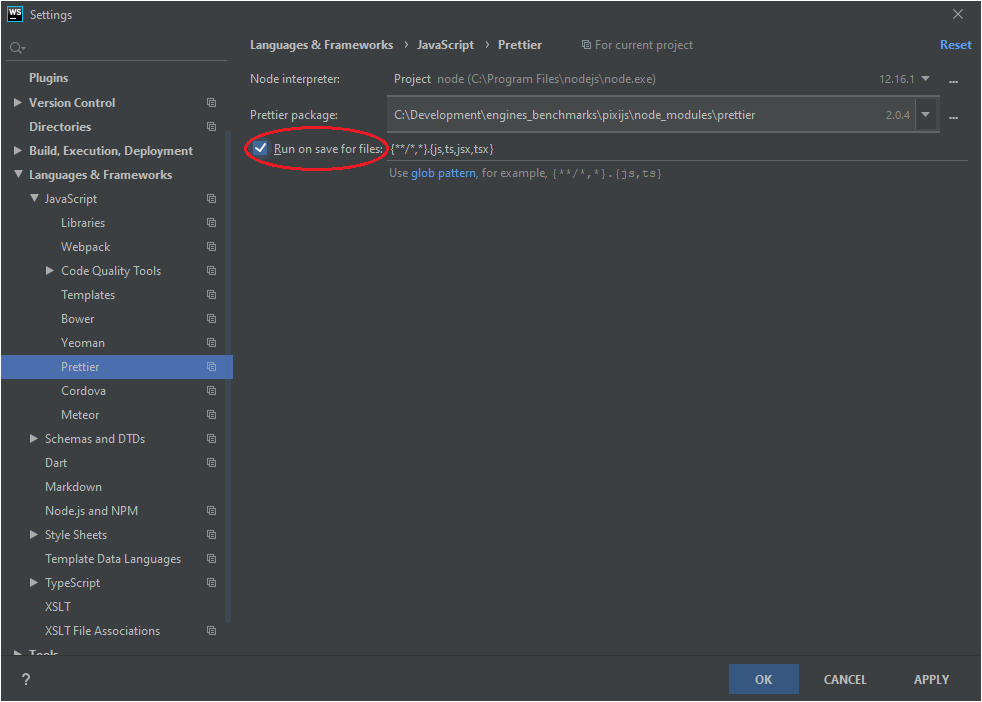 WS Settings
Languages & Frameworks › JavaScript › Prettier For current project Reset
Plugins
Version Control
Directories
Build, Execution, Deployment
Languages & Frameworks
JavaScript
Libraries
Webpack
Code Quality Tools
Templates
Bower
Yeoman
Prettier
Cordova
Meteor
Schemas and DTDs
Dart
Markdown
Node.js and NPM
Style Sheets
Template Data Languages
TypeScript
XSLT
XSLT File Associations
Tools
Node interpreter: Project node (C:\Program Files\nodejs\node.exe) 12.16.1 ...
Prettier package: C:\Development\engines_benchmarks\pixijs\node_modules\prettier 2.0.4 ...
Run on save for files: {**/*,*}.{js,ts,jsx,tsx}
Use glob pattern, for example, {**/*,*}.{js,ts}
? OK CANCEL APPLY